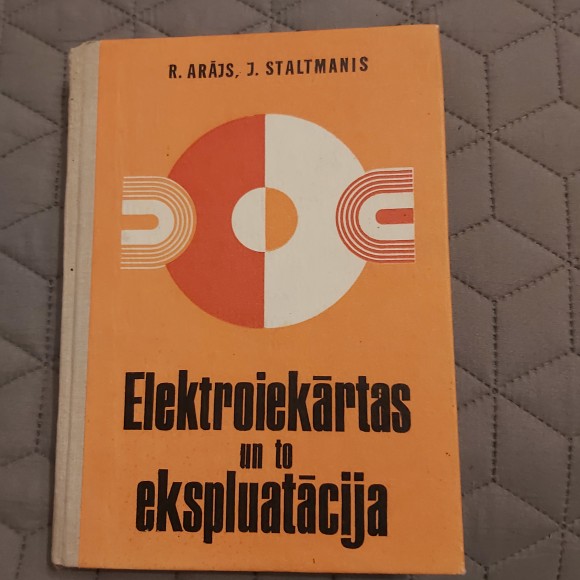 R. ARĀJS, J. STALTMANIS
Elektroiekārtas
un to
ekspluatācija